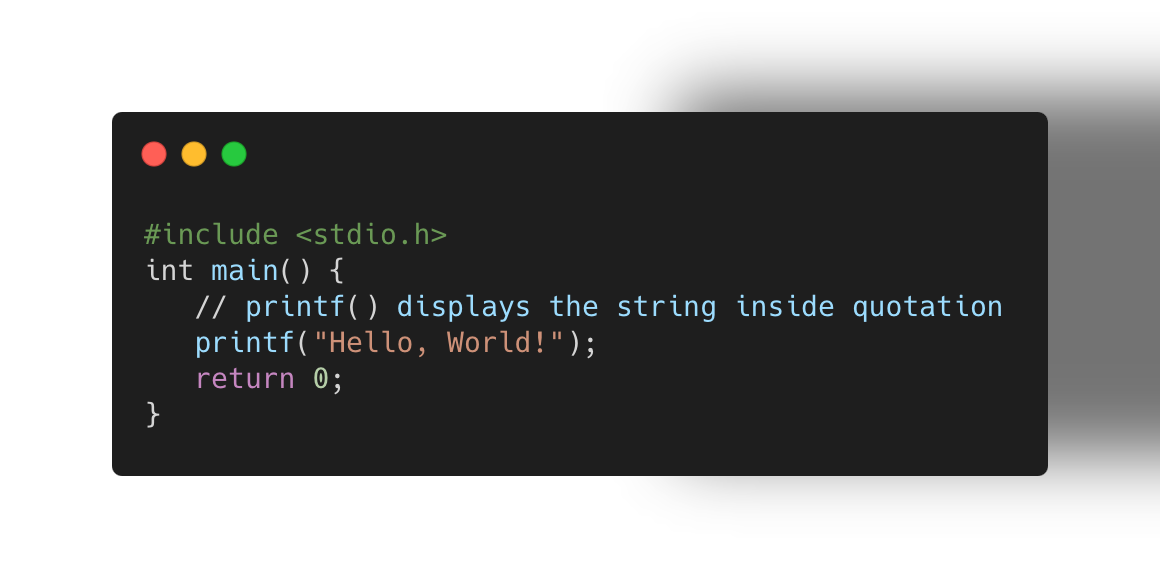 #include <stdio.h>
int main() {
   // printf() displays the string inside quotation
   printf("Hello, World!");
   return 0;
}